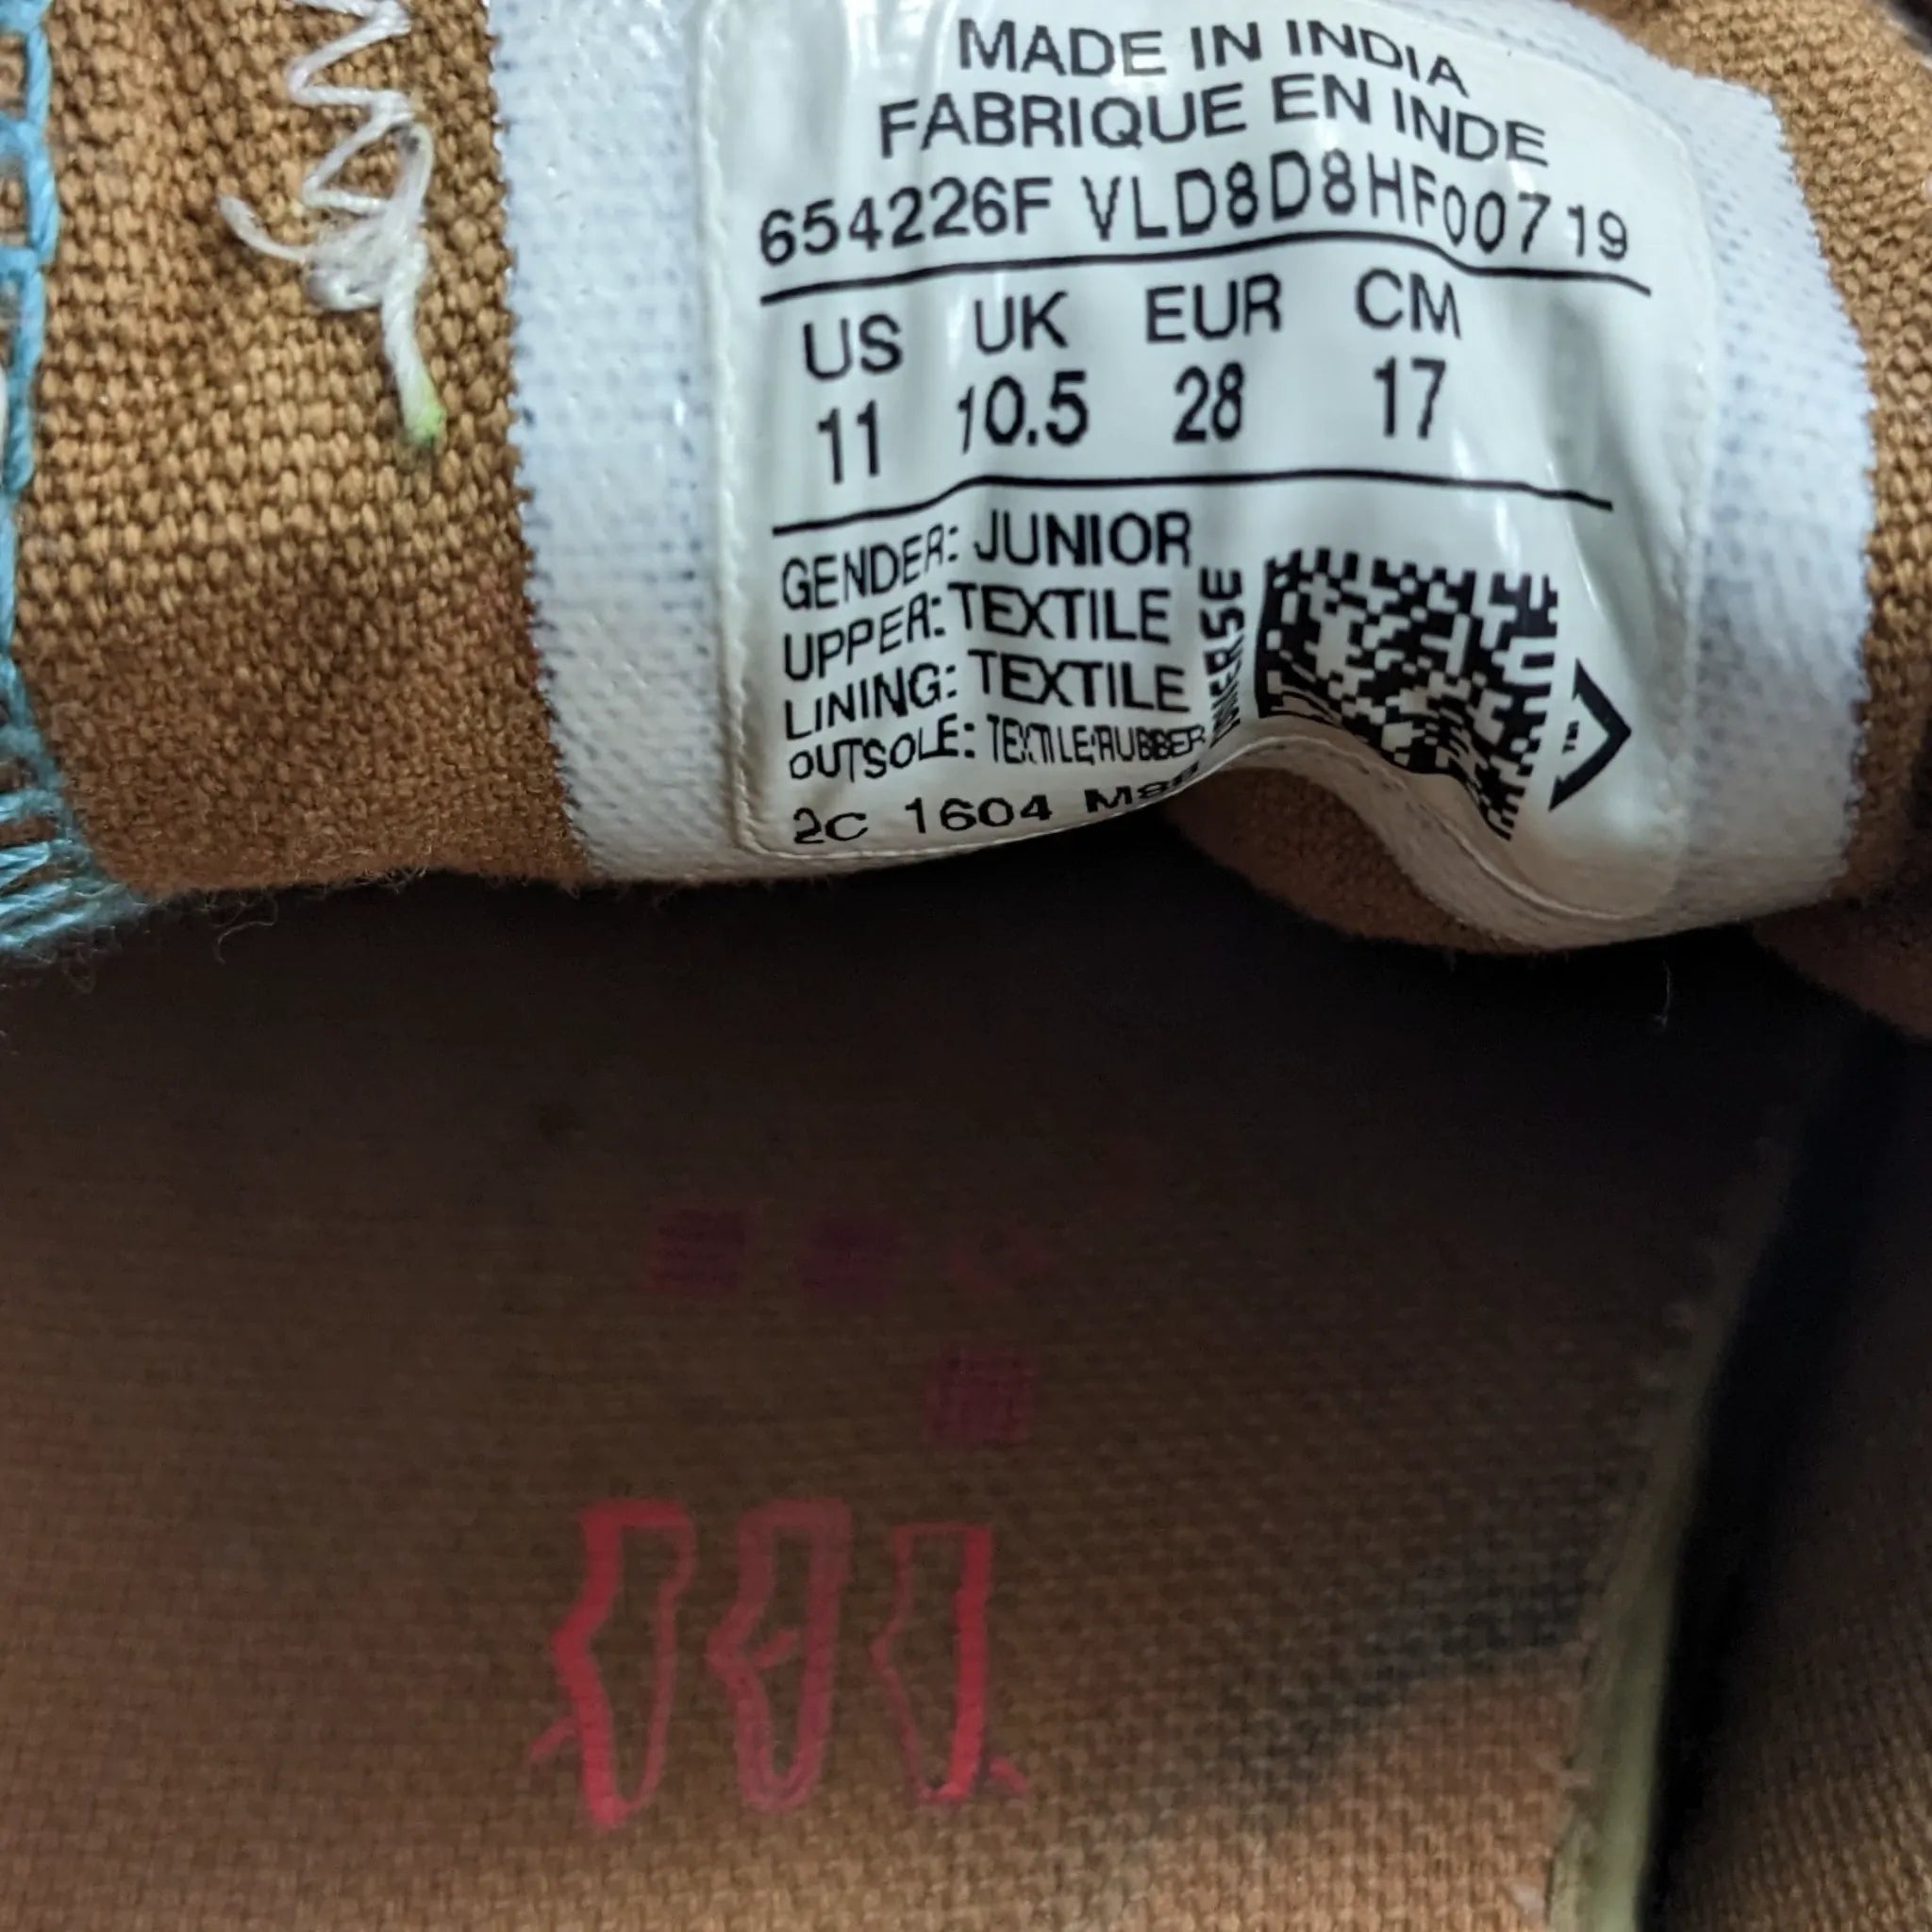 MADE IN INDIA
FABRIQUE EN INDE
654226F VLD8D8HF00719
US UK EUR CM
11 10.5 28 17
GENDER: JUNIOR
UPPER: TEXTILE
LINING: TEXTILE
OUTSOLE: TEXTILE/RUBBER
2C 1604